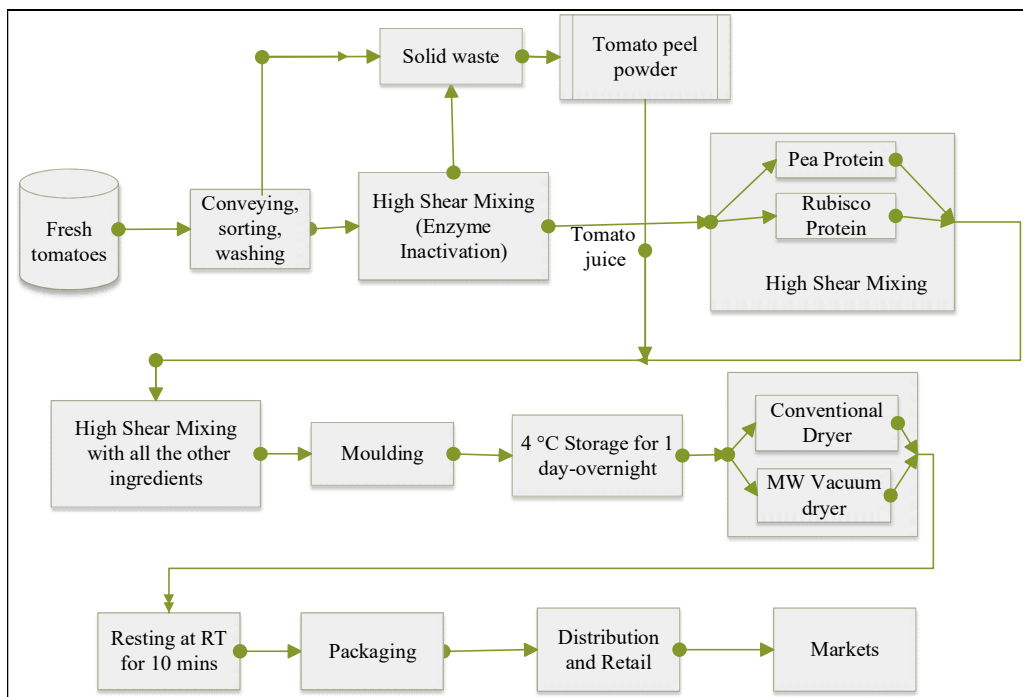 Solid waste
Tomato peel
powder
Fresh
tomatoes
Conveying,
sorting,
washing
High Shear Mixing
(Enzyme
Inactivation)
Tomato
juice
Pea Protein
Rubisco
Protein
High Shear Mixing
High Shear Mixing
with all the other
ingredients
Moulding
4 °C Storage for 1
day-overnight
Conventional
Dryer
MW Vacuum
dryer
Resting at RT
for 10 mins
Packaging
Distribution
and Retail
Markets